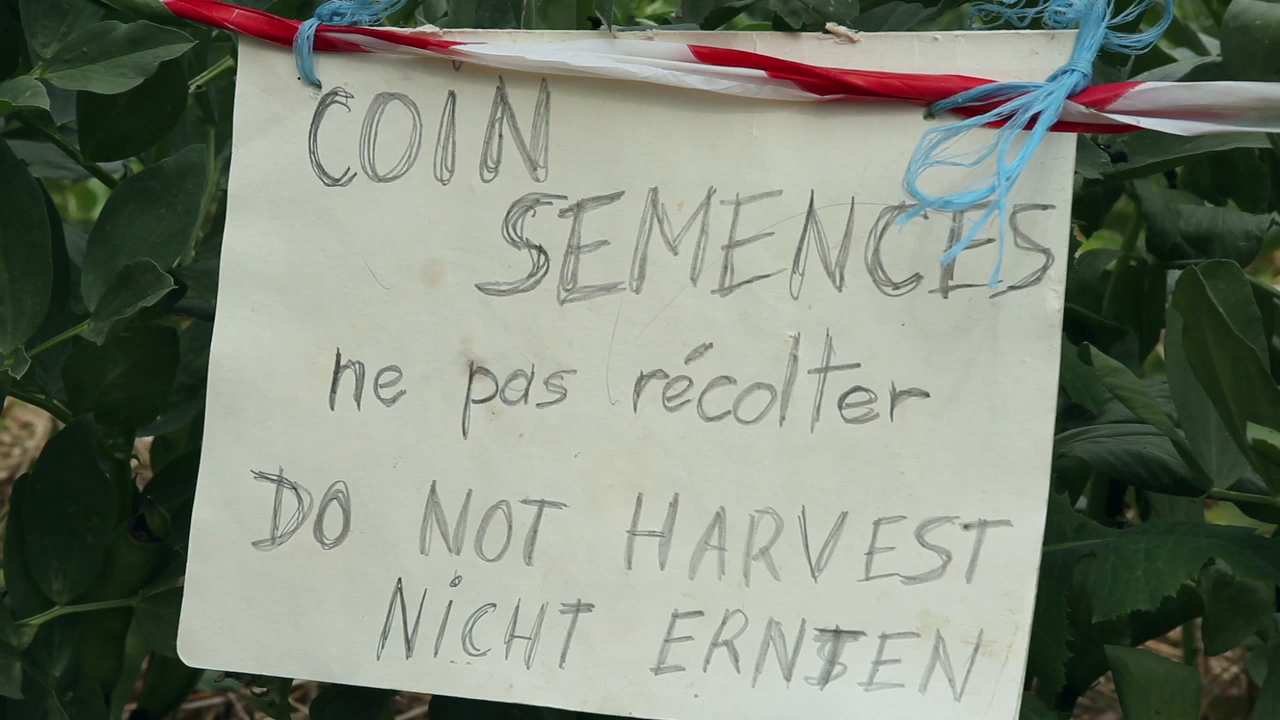 COIN
SEMENCES
ne pas récolter
DO NOT HARVEST
NiCHT ERNTEN